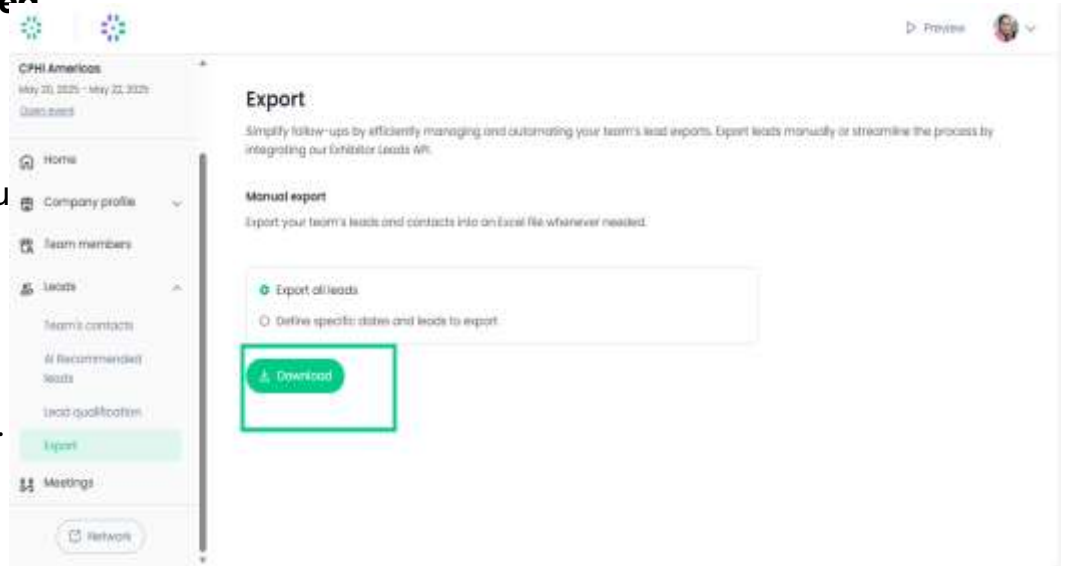 Preview
CPHI Americas
May 20, 2025 - May 22, 2025
Open event
Home
Company profile
Team members
Leads
Team's contacts
AI Recommended
leads
Lead qualification
Export
Meetings
Network
Export
Simplify follow-ups by efficiently managing and automating your team's lead exports. Export leads manually or streamline the process by
integrating our Exhibitor Leads API.
Manual export
Export your team's leads and contacts into an Excel file whenever needed.
Export all leads
Define specific dates and leads to export
Download